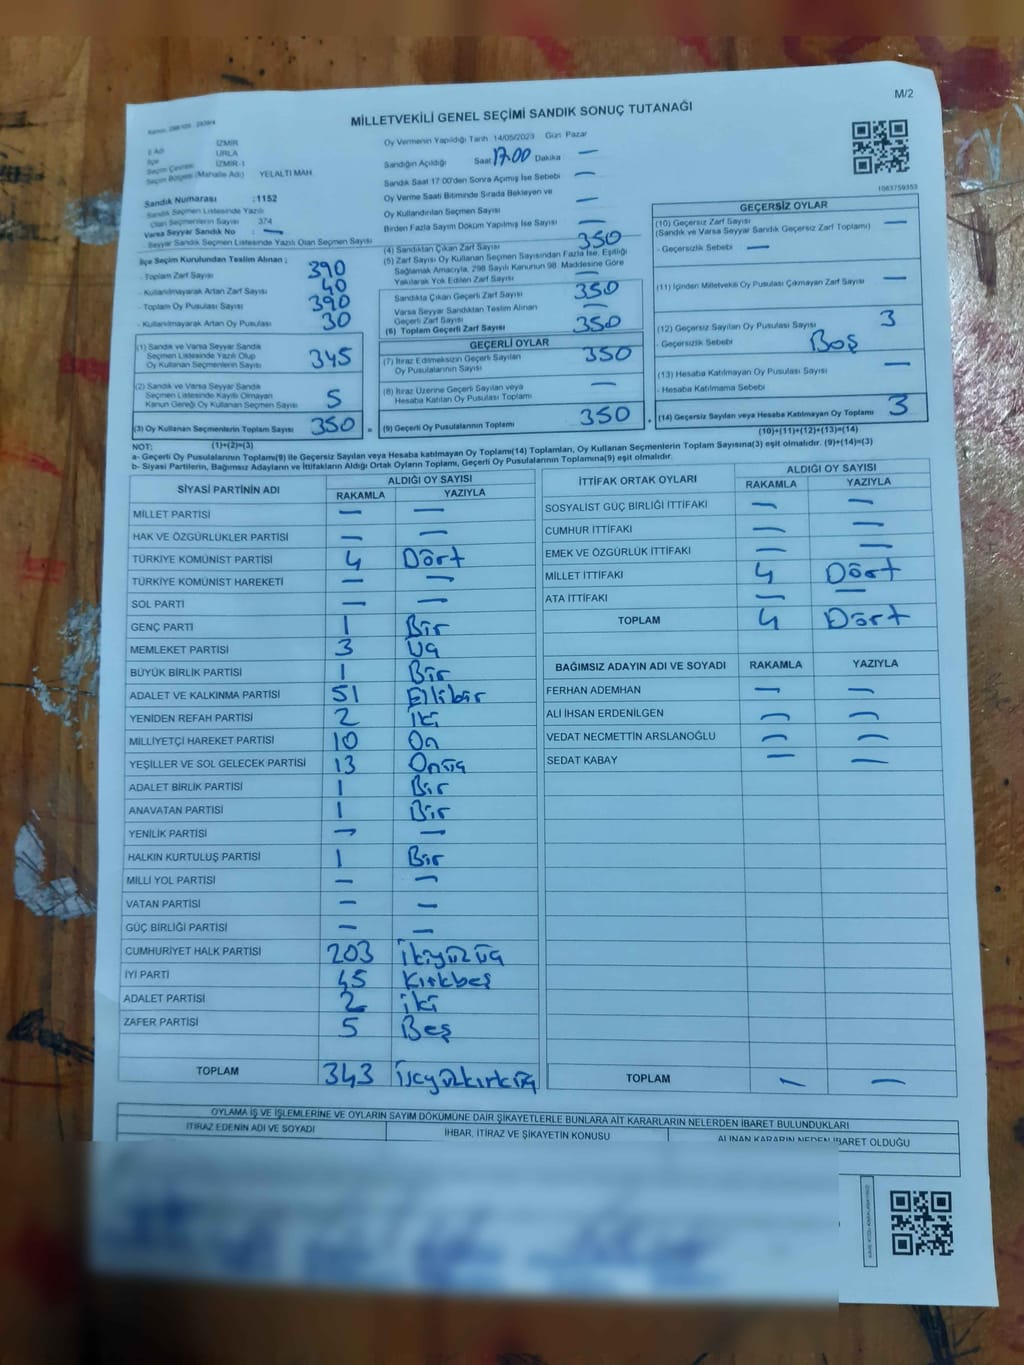 M/2
MİLLETVEKİLİ GENEL SEÇİMİ SANDIK SONUÇ TUTANAĞI
İl Adı İZMİR
İlçe URLA
Seçim Çevresi İZMİR-1
Seçim Bölgesi (Mahalle Adı) YELALTI MAH.
Sandık Numarası :1152
Sandık Seçmen Listesinde Yazılı
Olan Seçmenlerin Sayısı 374
Varsa Seyyar Sandık No : —
Seyyar Sandık Seçmen Listesinde Yazılı Olan Seçmen Sayısı
Oy Vermenin Yapıldığı Tarih 14/05/2023 Gün Pazar
Sandığın Açıldığı Saat 17.00 Dakika —
Sandık Saat 17:00'den Sonra Açılmış İse Sebebi —
Oy Verme Saati Bitiminde Sırada Bekleyen ve
Oy Kullandırılan Seçmen Sayısı —
Birden Fazla Sayım Döküm Yapılmış İse Sayısı —
1063759353
İlçe Seçim Kurulundan Teslim Alınan ;
- Toplam Zarf Sayısı 390
- Kullanılmayarak Artan Zarf Sayısı 40
- Toplam Oy Pusulası Sayısı 390
- Kullanılmayarak Artan Oy Pusulası 30
(1) Sandık ve Varsa Seyyar Sandık
Seçmen Listesinde Yazılı Olup
Oy Kullanan Seçmenlerin Sayısı 345
(2) Sandık ve Varsa Seyyar Sandık
Seçmen Listesinde Kayıtlı Olmayan
Kanun Gereği Oy Kullanan Seçmen Sayısı 5
(3) Oy Kullanan Seçmenlerin Toplam Sayısı 350
(4) Sandıktan Çıkan Zarf Sayısı 350
(5) Zarf Sayısı Oy Kullanan Seçmen Sayısından Fazla İse, Eşitliği
Sağlamak Amacıyla, 298 Sayılı Kanunun 98. Maddesine Göre
Yakılarak Yok Edilen Zarf Sayısı —
Sandıkta Çıkan Geçerli Zarf Sayısı 350
Varsa Seyyar Sandıktan Teslim Alınan
Geçerli Zarf Sayısı —
(6) Toplam Geçerli Zarf Sayısı 350
GEÇERLİ OYLAR
(7) İtiraz Edilmeksizin Geçerli Sayılan
Oy Pusulalarının Sayısı 350
(8) İtiraz Üzerine Geçerli Sayılan veya
Hesaba Katılan Oy Pusulası Toplamı —
(9) Geçerli Oy Pusulalarının Toplamı 350
GEÇERSİZ OYLAR
(10) Geçersiz Zarf Sayısı —
(Sandık ve Varsa Seyyar Sandık Geçersiz Zarf Toplamı)
- Geçersizlik Sebebi —
(11) İçinden Milletvekili Oy Pusulası Çıkmayan Zarf Sayısı —
(12) Geçersiz Sayılan Oy Pusulası Sayısı 3
- Geçersizlik Sebebi Boş
(13) Hesaba Katılmayan Oy Pusulası Sayısı —
- Hesaba Katılmama Sebebi
(14) Geçersiz Sayılan veya Hesaba Katılmayan Oy Toplamı 3
NOT: (1)+(2)=(3)
(10)+(11)+(12)+(13)=(14)
a- Geçerli Oy Pusulalarının Toplamı(9) ile Geçersiz Sayılan veya Hesaba katılmayan Oy Toplamı(14) Toplamları, Oy Kullanan Seçmenlerin Toplam Sayısına(3) eşit olmalıdır. (9)+(14)=(3)
b- Siyasi Partilerin, Bağımsız Adayların ve İttifakların Aldığı Ortak Oyların Toplamı, Geçerli Oy Pusulalarının Toplamına(9) eşit olmalıdır.
SİYASİ PARTİNİN ADI ALDIĞI OY SAYISI
RAKAMLA YAZIYLA
MİLLET PARTİSİ — —
HAK VE ÖZGÜRLÜKLER PARTİSİ — —
TÜRKİYE KOMÜNİST PARTİSİ 4 Dört
TÜRKİYE KOMÜNİST HAREKETİ — —
SOL PARTİ — —
GENÇ PARTİ 1 Bir
MEMLEKET PARTİSİ 3 Üç
BÜYÜK BİRLİK PARTİSİ 1 Bir
ADALET VE KALKINMA PARTİSİ 51 Ellibir
YENİDEN REFAH PARTİSİ 2 İki
MİLLİYETÇİ HAREKET PARTİSİ 10 On
YEŞİLLER VE SOL GELECEK PARTİSİ 13 Onüç
ADALET BİRLİK PARTİSİ 1 Bir
ANAVATAN PARTİSİ 1 Bir
YENİLİK PARTİSİ — —
HALKIN KURTULUŞ PARTİSİ 1 Bir
MİLLİ YOL PARTİSİ — —
VATAN PARTİSİ — —
GÜÇ BİRLİĞİ PARTİSİ — —
CUMHURİYET HALK PARTİSİ 203 İkiyüzüç
İYİ PARTİ 45 Kırkbeş
ADALET PARTİSİ 2 iki
ZAFER PARTİSİ 5 Beş
TOPLAM 343 üçyüzkırküç
İTTİFAK ORTAK OYLARI ALDIĞI OY SAYISI
RAKAMLA YAZIYLA
SOSYALİST GÜÇ BİRLİĞİ İTTİFAKI — —
CUMHUR İTTİFAKI — —
EMEK VE ÖZGÜRLÜK İTTİFAKI — —
MİLLET İTTİFAKI 4 Dört
ATA İTTİFAKI — —
TOPLAM 4 Dört
BAĞIMSIZ ADAYIN ADI VE SOYADI RAKAMLA YAZIYLA
FERHAN ADEMHAN — —
ALİ İHSAN ERDENİLGEN — —
VEDAT NECMETTİN ARSLANOĞLU — —
SEDAT KABAY — —
TOPLAM — —
OYLAMA İŞ VE İŞLEMLERİNE VE OYLARIN SAYIM DÖKÜMÜNE DAİR ŞİKAYETLERLE BUNLARA AİT KARARLARIN NELERDEN İBARET BULUNDUKLARI
İTİRAZ EDENİN ADI VE SOYADI İHBAR, İTİRAZ VE ŞİKAYETİN KONUSU ALINAN KARARIN NEDEN İBARET OLDUĞU